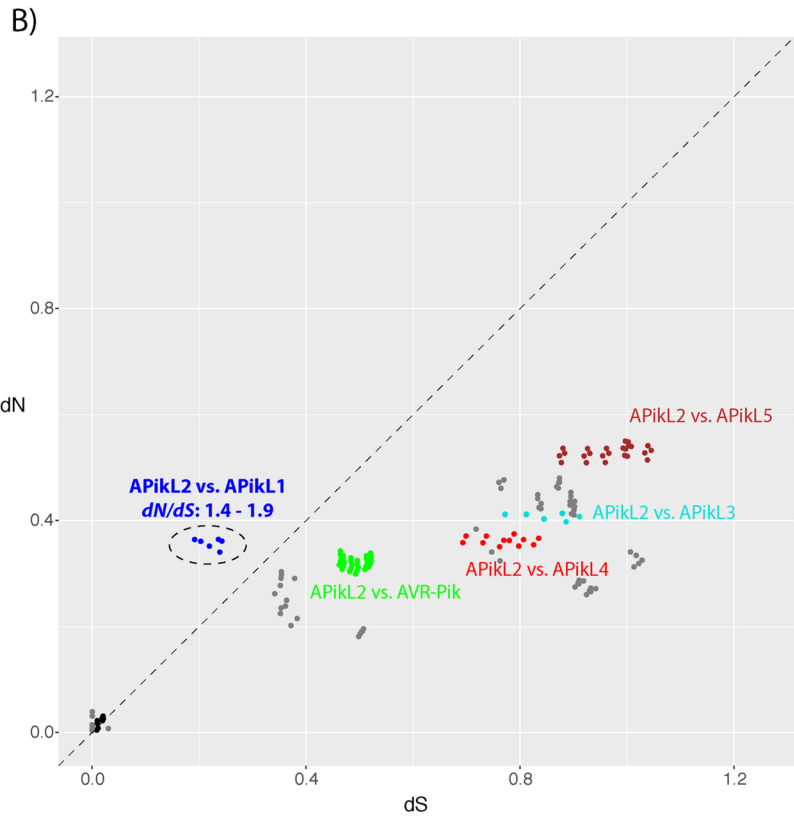 B)
1.2
0.8
dN
APikL2 vs. APikL5
APikL2 vs. APikL1
dN/dS: 1.4 - 1.9
0.4
APikL2 vs. APikL3
APikL2 vs. APikL4
APikL2 vs. AVR-Pik
0.0
0.0 0.4 0.8 1.2
dS